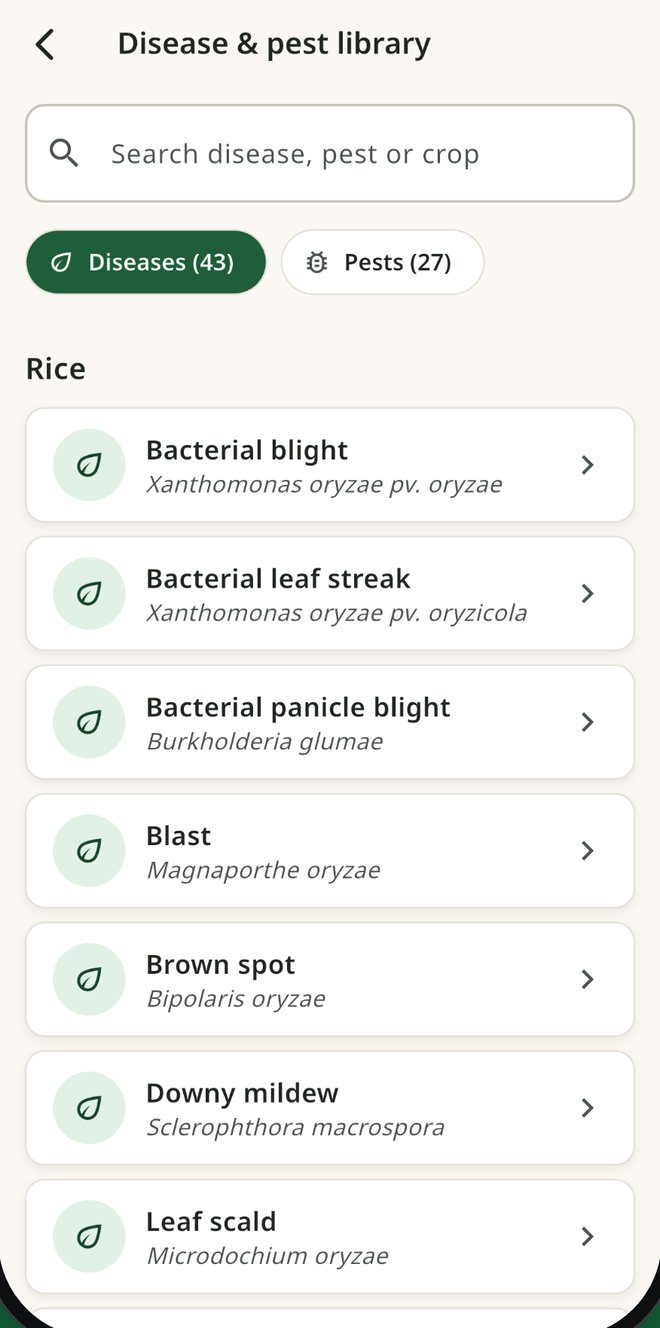 Disease & pest library
Search disease, pest or crop
Diseases (43)
Pests (27)
Rice
Bacterial blight
Xanthomonas oryzae pv. oryzae
Bacterial leaf streak
Xanthomonas oryzae pv. oryzicola
Bacterial panicle blight
Burkholderia glumae
Blast
Magnaporthe oryzae
Brown spot
Bipolaris oryzae
Downy mildew
Sclerophthora macrospora
Leaf scald
Microdochium oryzae